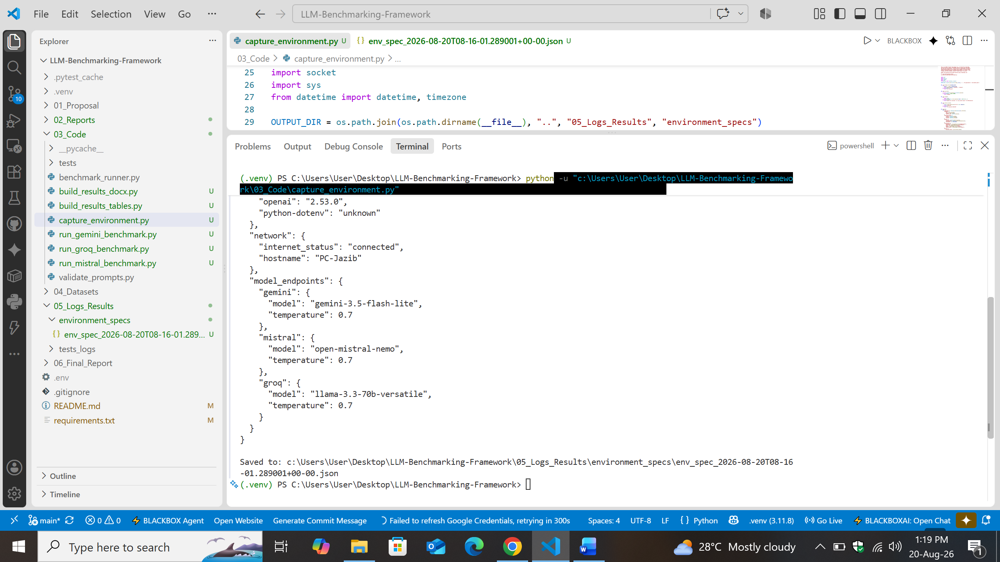 File Edit Selection View Go ...
LLM-Benchmarking-Framework
Explorer
LLM-Benchmarking-Framework
.pytest_cache
.venv
01_Proposal
02_Reports
03_Code
__pycache__
tests
benchmark_runner.py
build_results_docx.py U
build_results_tables.py U
capture_environment.py U
run_gemini_benchmark.py U
run_groq_benchmark.py U
run_mistral_benchmark.py U
validate_prompts.py
04_Datasets
05_Logs_Results
environment_specs
env_spec_2026-08-20T08-16-01.289... U
tests_logs
06_Final_Report
.env
.gitignore
README.md M
requirements.txt M
Outline
Timeline
10
capture_environment.py U
{} env_spec_2026-08-20T08-16-01.289001+00-00.json U
BLACKBOX
03_Code > capture_environment.py > ...
25 import socket
26 import sys
27 from datetime import datetime, timezone
28
29 OUTPUT_DIR = os.path.join(os.path.dirname(__file__), "..", "05_Logs_Results", "environment_specs")
Problems Output Debug Console Terminal Ports
powershell
(.venv) PS C:\Users\User\Desktop\LLM-Benchmarking-Framework> python -u "c:\Users\User\Desktop\LLM-Benchmarking-Framewo
rk\03_Code\capture_environment.py"
"openai": "2.53.0",
"python-dotenv": "unknown"
},
"network": {
"internet_status": "connected",
"hostname": "PC-Jazib"
},
"model_endpoints": {
"gemini": {
"model": "gemini-3.5-flash-lite",
"temperature": 0.7
},
"mistral": {
"model": "open-mistral-nemo",
"temperature": 0.7
},
"groq": {
"model": "llama-3.3-70b-versatile",
"temperature": 0.7
}
}
}
Saved to: c:\Users\User\Desktop\LLM-Benchmarking-Framework\05_Logs_Results\environment_specs\env_spec_2026-08-20T08-16
-01.289001+00-00.json
(.venv) PS C:\Users\User\Desktop\LLM-Benchmarking-Framework>
main* 0 0 BLACKBOX Agent Open Website Generate Commit Message Failed to refresh Google Credentials, retrying in 300s Spaces: 4 UTF-8 LF {} Python .venv (3.11.8) Go Live BLACKBOXAI: Open Chat
Type here to search
28°C Mostly cloudy
1:19 PM
20-Aug-26
1